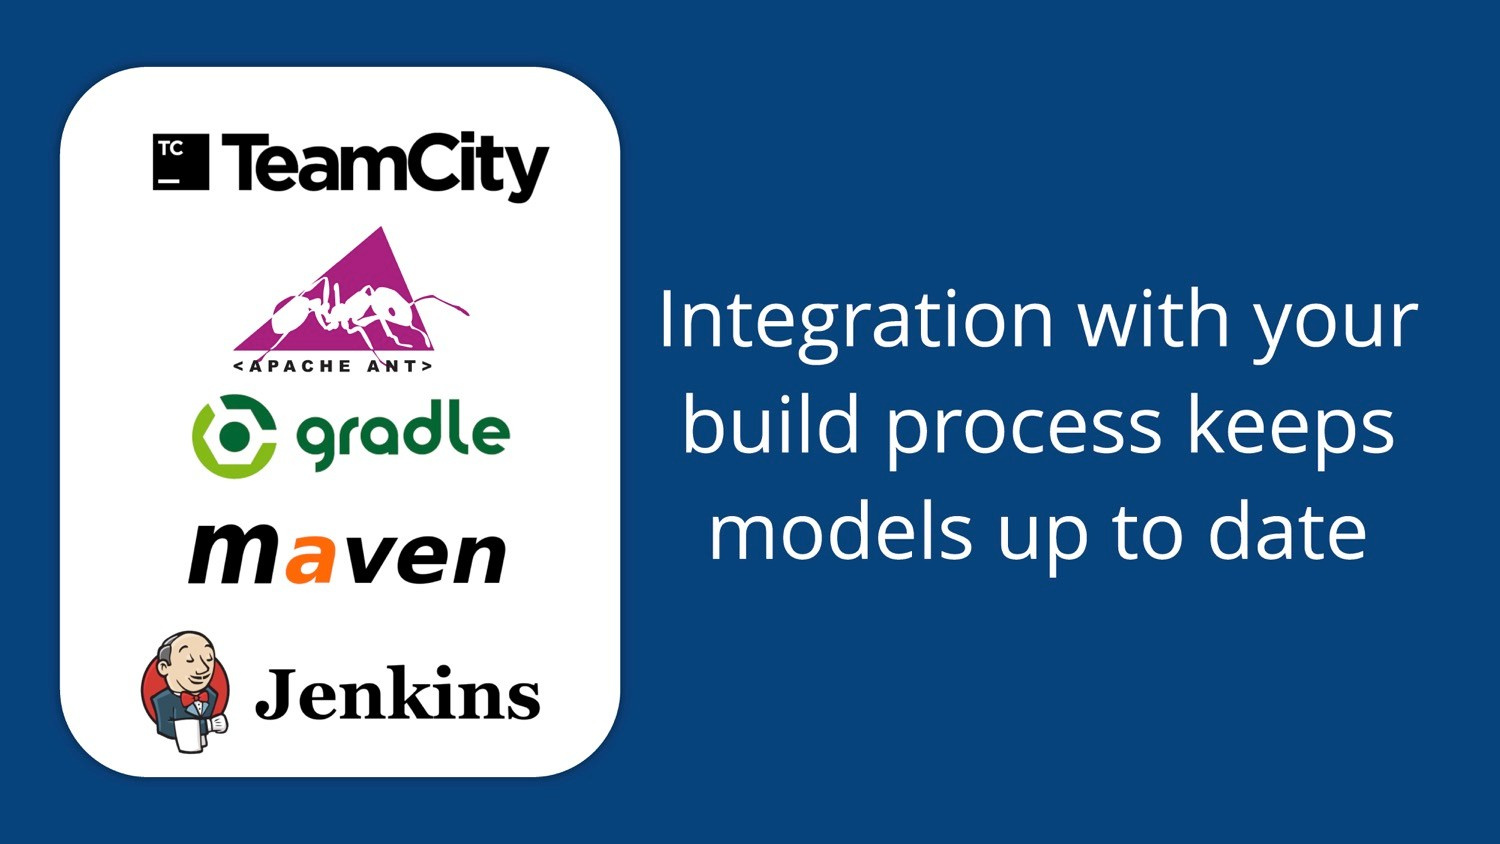 TC
TeamCity
<APACHE ANT>
gradle
maven
Jenkins
Integration with your
build process keeps
models up to date